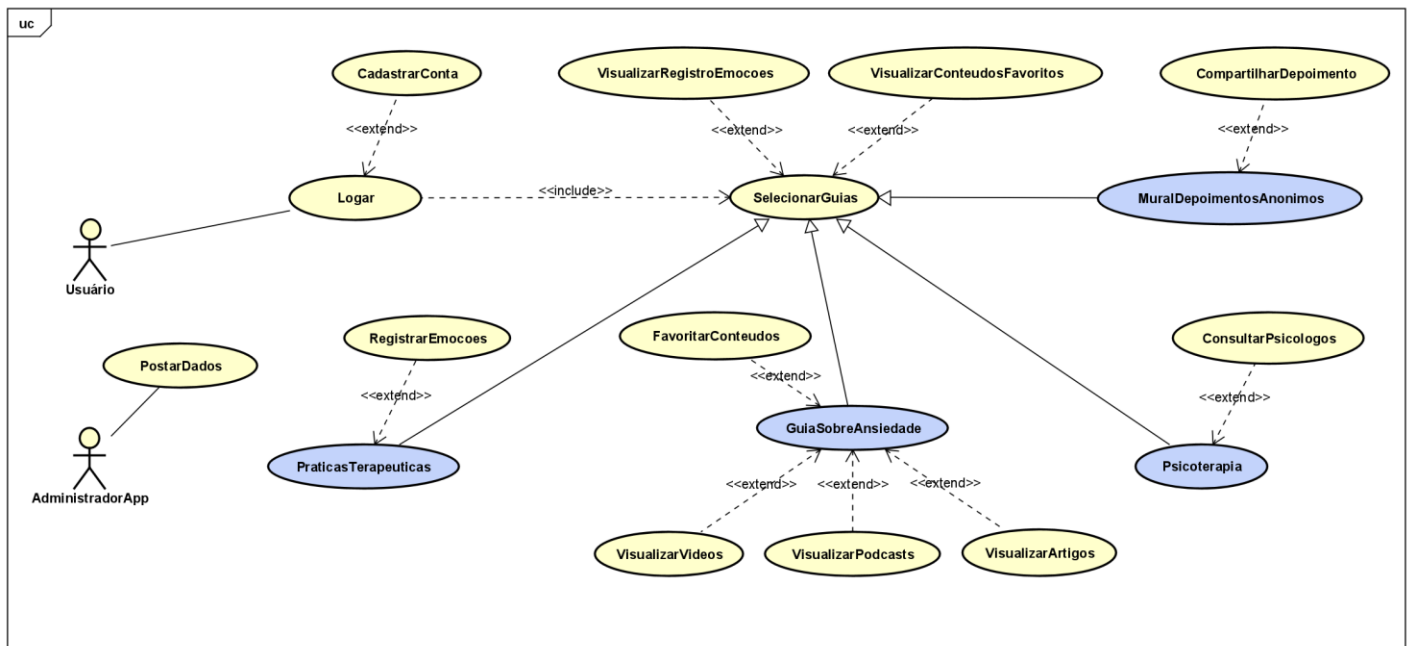 uc
CadastrarConta
VisualizarRegistroEmocoes
VisualizarConteudosFavoritos
CompartilharDepoimento
<<extend>>
<<extend>>
<<extend>>
<<extend>>
Logar
<<include>>
SelecionarGuias
MuralDepoimentosAnonimos
Usuário
RegistrarEmocoes
FavoritarConteudos
ConsultarPsicologos
PostarDados
<<extend>>
<<extend>>
<<extend>>
GuiaSobreAnsiedade
PraticasTerapeuticas
Psicoterapia
AdministradorApp
<<extend>>
<<extend>>
<<extend>>
VisualizarVideos
VisualizarPodcasts
VisualizarArtigos